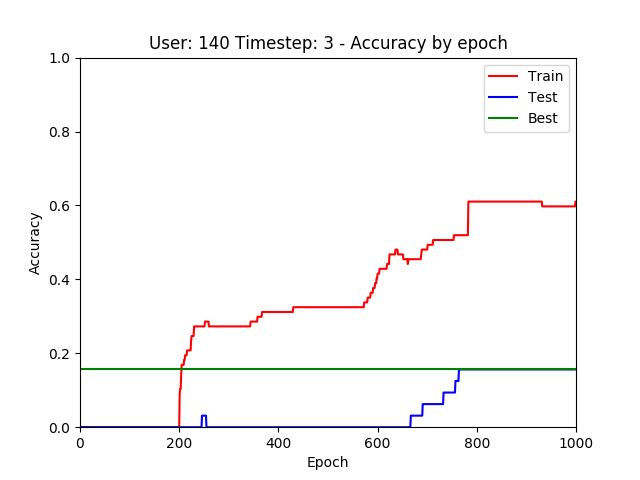 User: 140 Timestep: 3 - Accuracy by epoch
1.0
0.8
0.6
0.4
0.2
0.0
Accuracy
Train
Test
Best
0 200 400 600 800 1000
Epoch